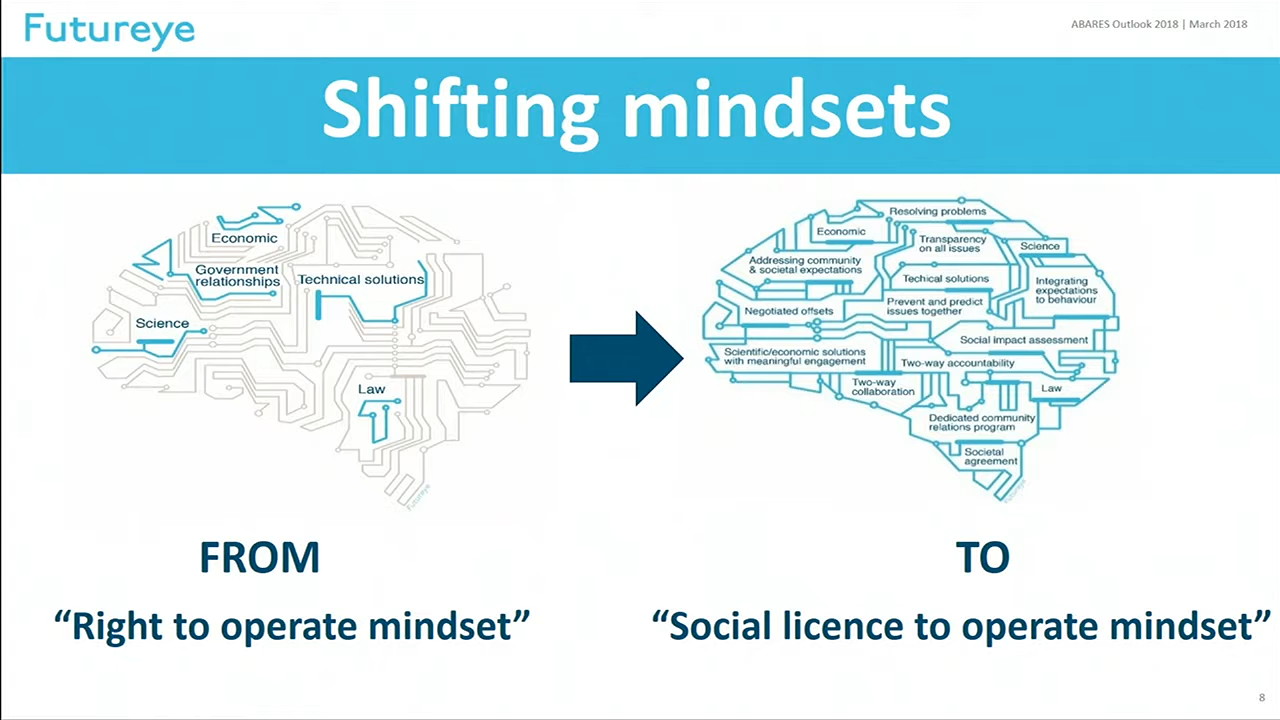 Futureye
ABARES Outlook 2018 | March 2018
Shifting mindsets
Economic
Government
relationships
Technical solutions
Science
Law
Futureye
Resolving problems
Economic
Transparency
on all issues
Science
Addressing community
& societal expectations
Techical solutions
Integrating
expectations
to behaviour
Negotiated offsets
Prevent and predict
issues together
Social impact assessment
Scientific/economic solutions
with meaningful engagement
Two-way accountability
Two-way
collaboration
Law
Dedicated community
relations program
Societal
agreement
Futureye
FROM
TO
“Right to operate mindset”
“Social licence to operate mindset”
8